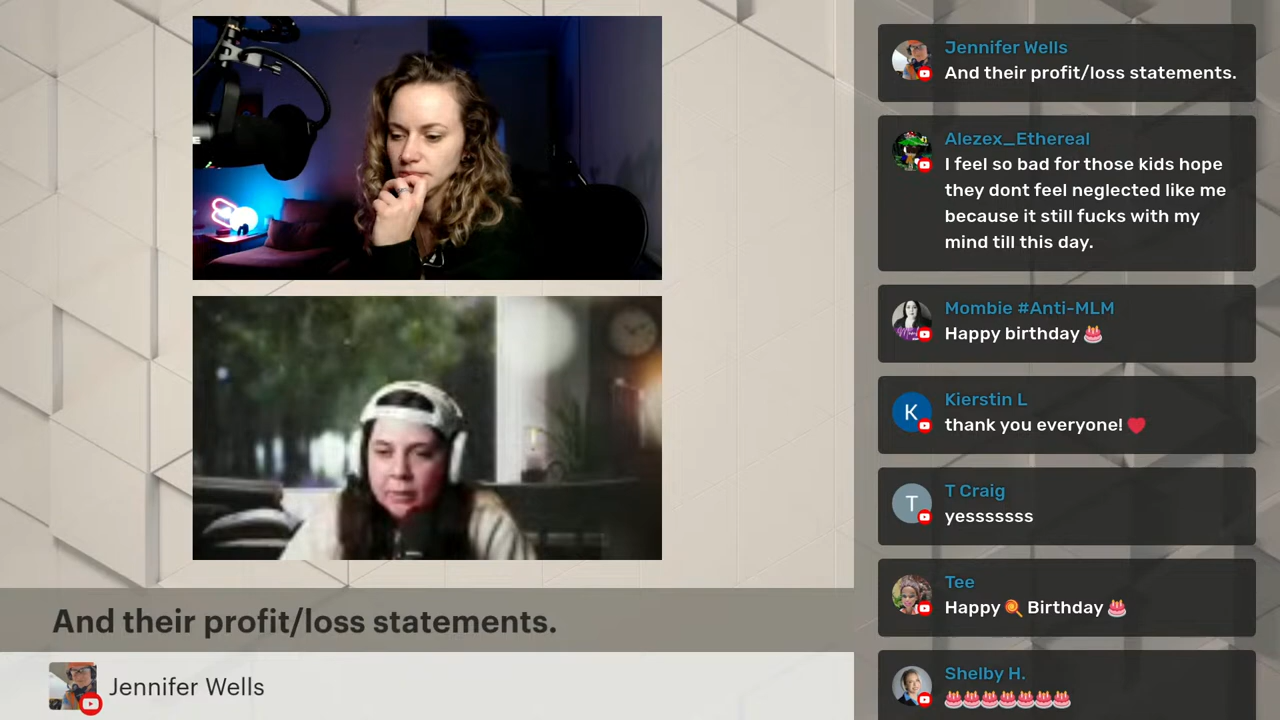 Jennifer Wells
And their profit/loss statements.
Alezex_Ethereal
I feel so bad for those kids hope
they dont feel neglected like me
because it still fucks with my
mind till this day.
Mombie #Anti-MLM
Happy birthday 🎂
K
Kierstin L
thank you everyone! ❤️
T
T Craig
yesssssss
Tee
Happy 🍭 Birthday 🎂
Shelby H.
🎂🎂🎂🎂🎂🎂🎂
And their profit/loss statements.
Jennifer Wells